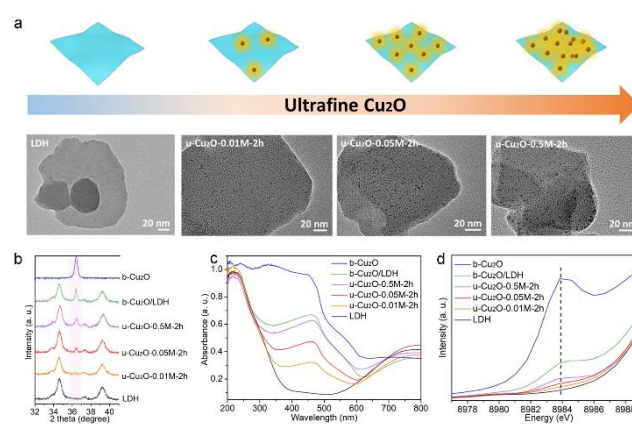 a
Ultrafine Cu₂O
LDH
u-Cu₂O-0.01M-2h
u-Cu₂O-0.05M-2h
u-Cu₂O-0.5M-2h
20 nm
20 nm
20 nm
20 nm
b
Intensity (a. u.)
b-Cu₂O
b-Cu₂O/LDH
u-Cu₂O-0.5M-2h
u-Cu₂O-0.05M-2h
u-Cu₂O-0.01M-2h
LDH
32 34 36 38 40
2 theta (degree)
c
Absorbance (a. u.)
1.0
0.8
0.6
0.4
0.2
b-Cu₂O
b-Cu₂O/LDH
u-Cu₂O-0.5M-2h
u-Cu₂O-0.05M-2h
u-Cu₂O-0.01M-2h
LDH
200 300 400 500 600 700 800
Wavelength (nm)
d
Intensity (a. u.)
b-Cu₂O
b-Cu₂O/LDH
u-Cu₂O-0.5M-2h
u-Cu₂O-0.05M-2h
u-Cu₂O-0.01M-2h
LDH
8978 8980 8982 8984 8986 8988
Energy (eV)